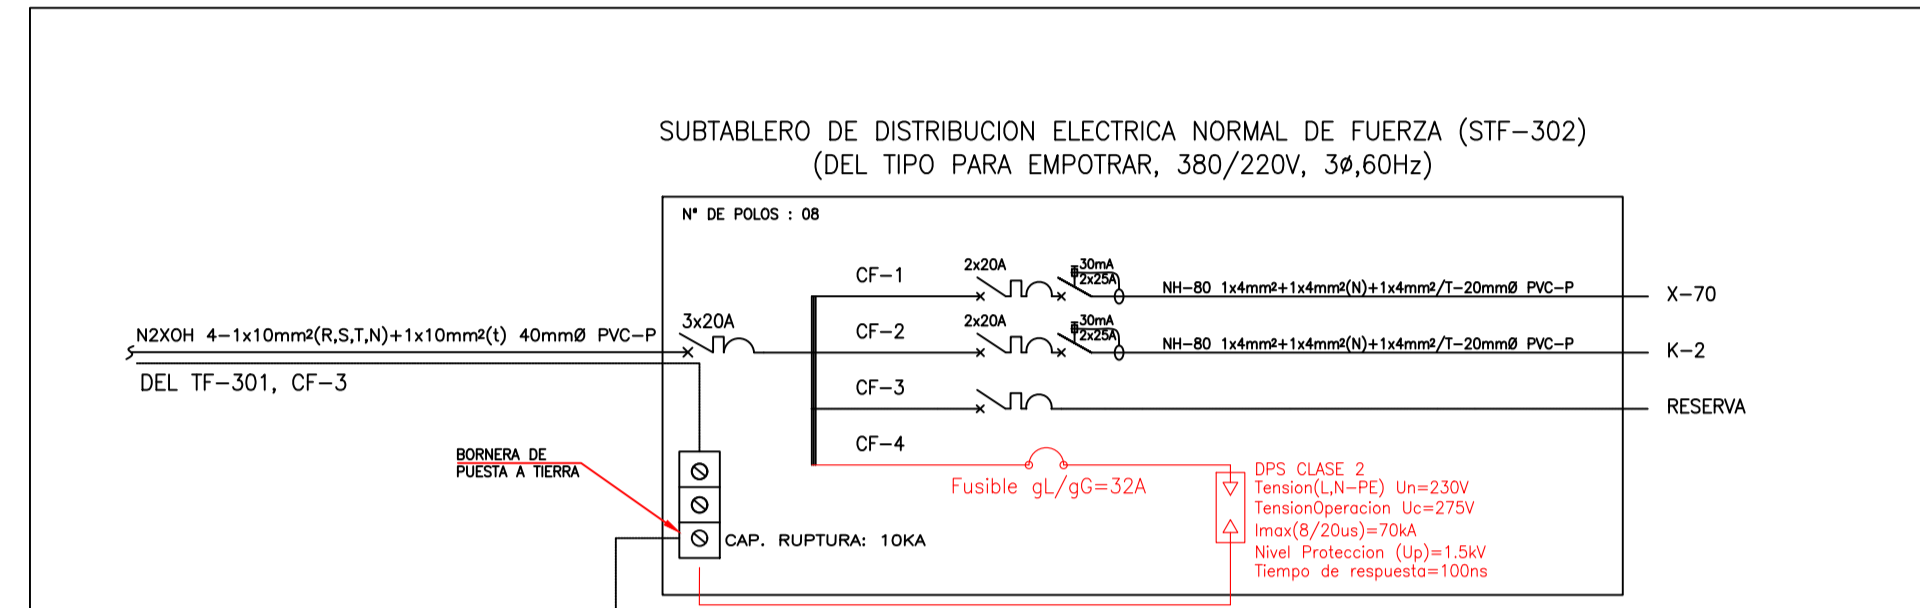 SUBTABLERO DE DISTRIBUCION ELECTRICA NORMAL DE FUERZA (STF-302)
(DEL TIPO PARA EMPOTRAR, 380/220V, 3ø,60Hz)
N° DE POLOS : 08
CF-1
2x20A
30mA
2x25A
NH-80 1x4mm²+1x4mm²(N)+1x4mm²/T-20mmØ PVC-P
X-70
N2XOH 4-1x10mm²(R,S,T,N)+1x10mm²(t) 40mmØ PVC-P
3x20A
CF-2
2x20A
30mA
2x25A
NH-80 1x4mm²+1x4mm²(N)+1x4mm²/T-20mmØ PVC-P
K-2
DEL TF-301, CF-3
CF-3
RESERVA
CF-4
BORNERA DE
PUESTA A TIERRA
Fusible gL/gG=32A
DPS CLASE 2
Tension(L,N-PE) Un=230V
TensionOperacion Uc=275V
Imax(8/20us)=70kA
Nivel Proteccion (Up)=1.5kV
Tiempo de respuesta=100ns
CAP. RUPTURA: 10KA